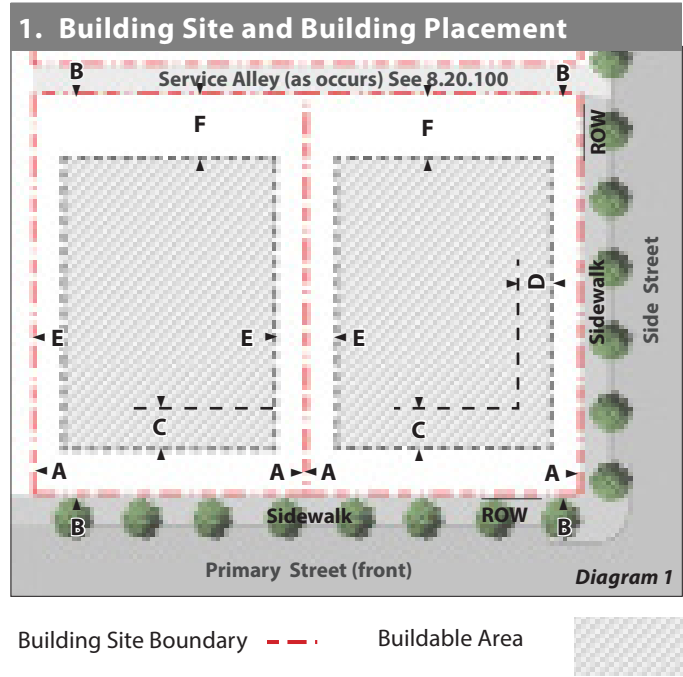 1. Building Site and Building Placement
B B
Service Alley (as occurs) See 8.20.100
F F
ROW
D
Sidewalk
Side Street
E E E
C C
A A A A
B Sidewalk ROW B
Primary Street (front)
Diagram 1
Building Site Boundary Buildable Area